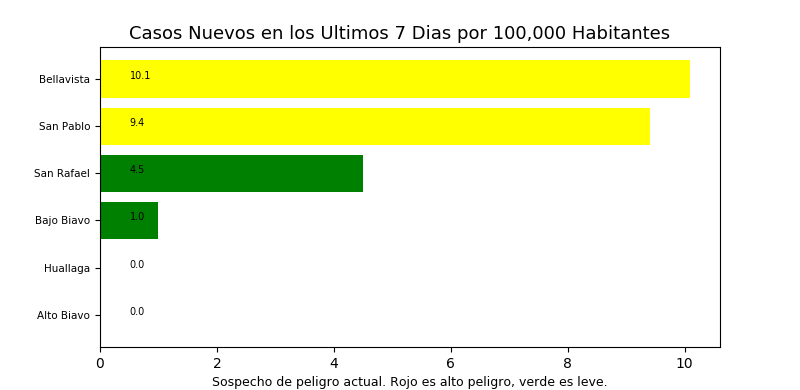 Casos Nuevos en los Ultimos 7 Dias por 100,000 Habitantes
Bellavista 10.1
San Pablo 9.4
San Rafael 4.5
Bajo Biavo 1.0
Huallaga 0.0
Alto Biavo 0.0
0 2 4 6 8 10
Sospecho de peligro actual. Rojo es alto peligro, verde es leve.